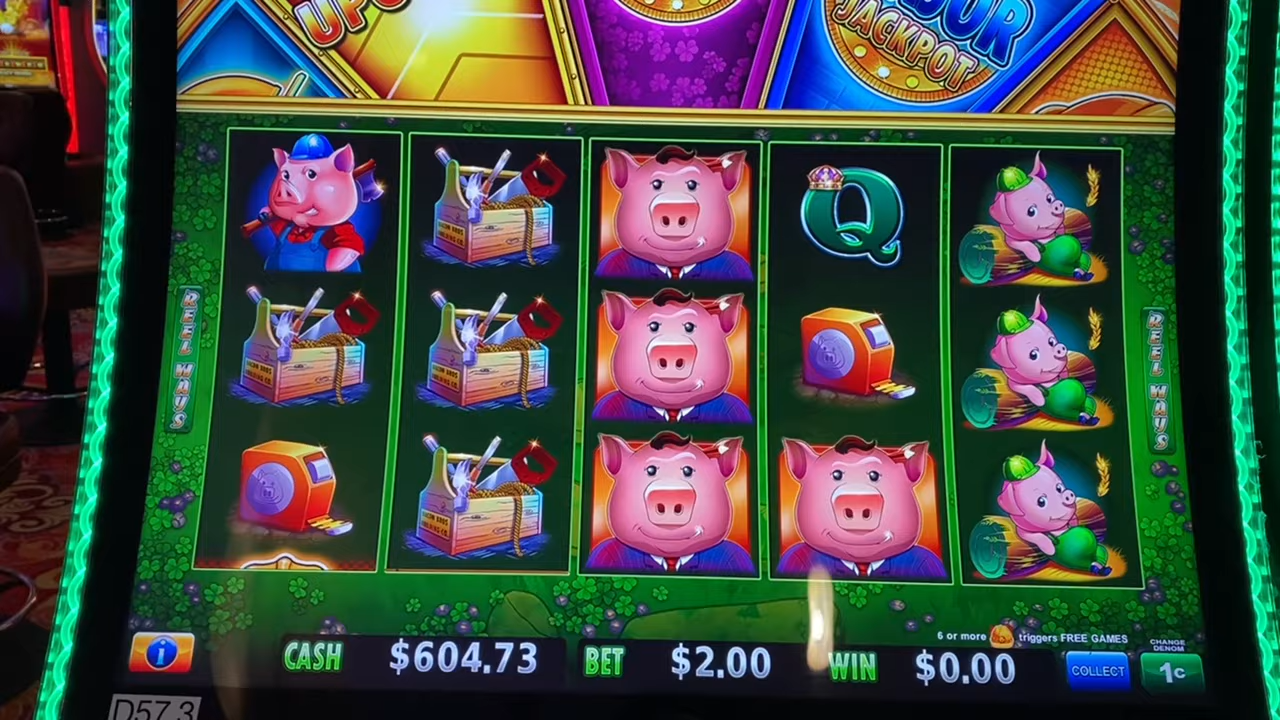 UPS
JACKPOT
Q
REEL WAYS
REEL WAYS
6 or more triggers FREE GAMES
CASH $604.73 BET $2.00 WIN $0.00
COLLECT
CHANGE DENOM
1¢
D57 3